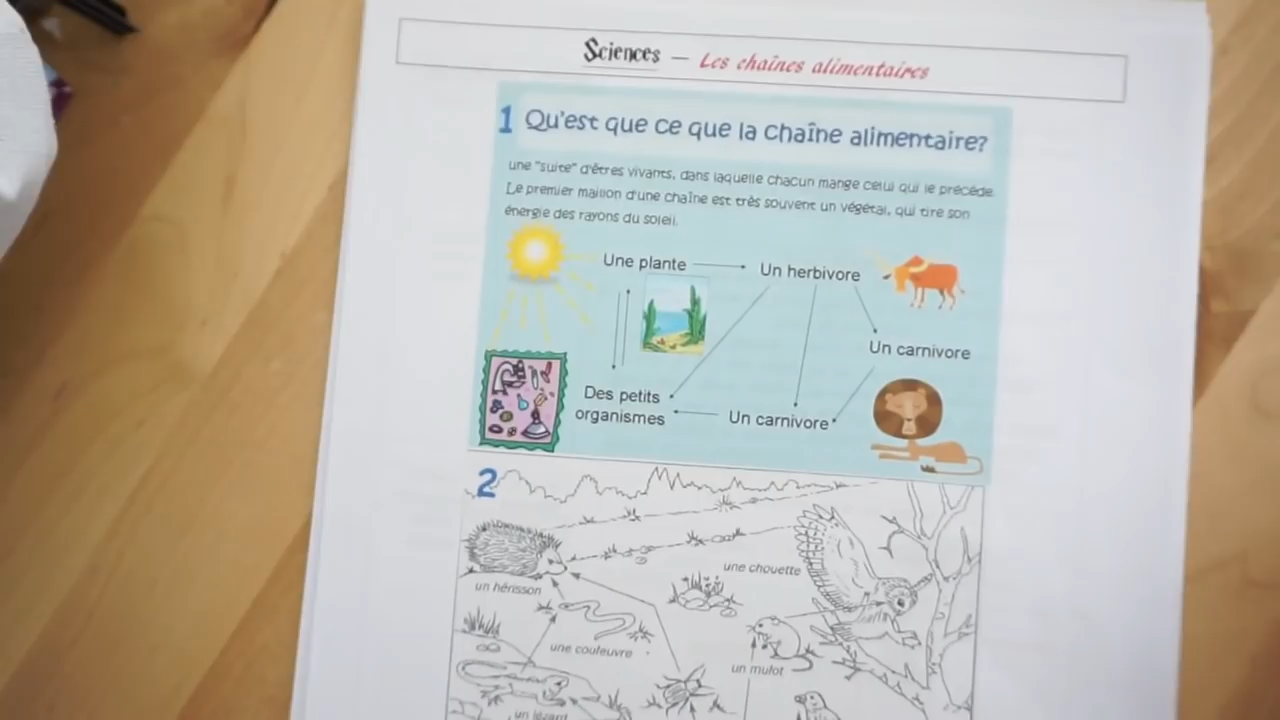 Sciences — Les chaînes alimentaires
1 Qu'est que ce que la chaîne alimentaire?
une "suite" d'êtres vivants, dans laquelle chacun mange celui qui le précède.
Le premier maillon d'une chaîne est très souvent un végétal, qui tire son
énergie des rayons du soleil.
Une plante
Un herbivore
Un carnivore
Des petits
organismes
Un carnivore
2
une chouette
un hérisson
une couleuvre
un mulot
un lézard